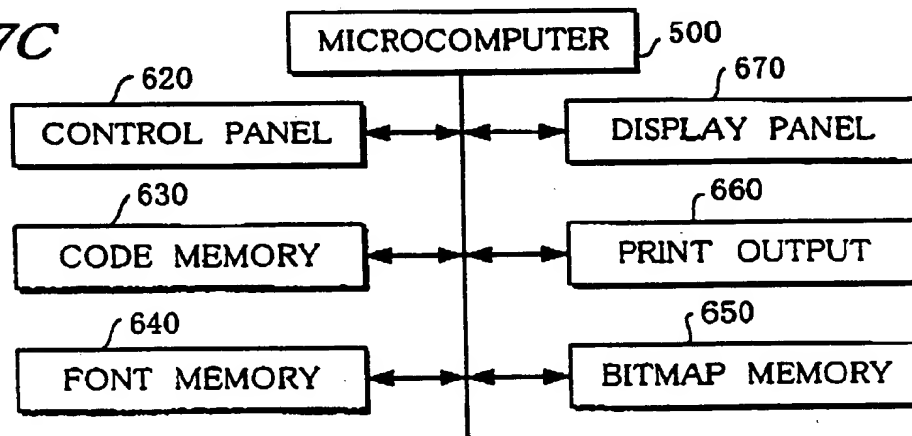 7C
MICROCOMPUTER
500
620
CONTROL PANEL
670
DISPLAY PANEL
630
CODE MEMORY
660
PRINT OUTPUT
640
FONT MEMORY
650
BITMAP MEMORY